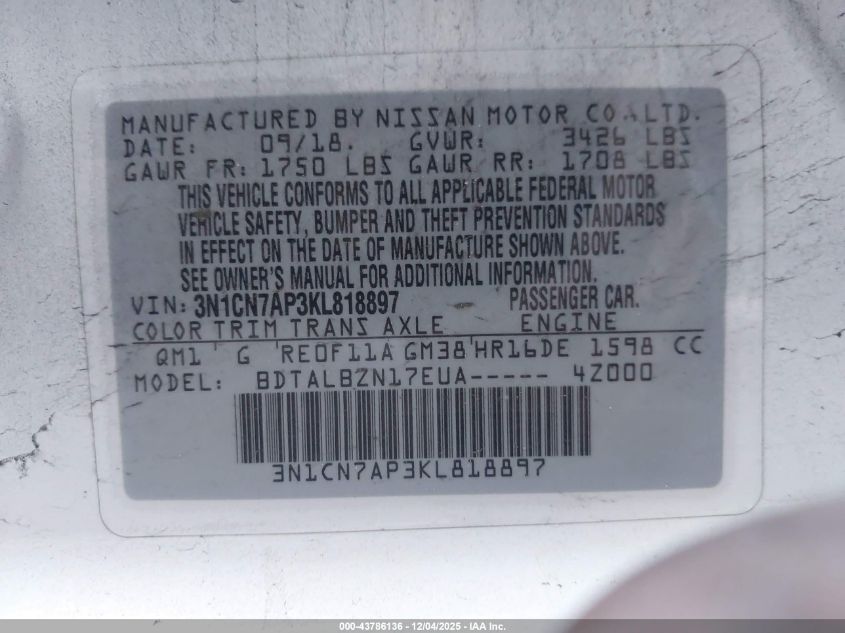 MANUFACTURED BY NISSAN MOTOR CO.,LTD.
DATE: 09/18. GVWR: 3426 LBS
GAWR FR: 1750 LBS GAWR RR: 1708 LBS
THIS VEHICLE CONFORMS TO ALL APPLICABLE FEDERAL MOTOR
VEHICLE SAFETY, BUMPER AND THEFT PREVENTION STANDARDS
IN EFFECT ON THE DATE OF MANUFACTURE SHOWN ABOVE.
SEE OWNER'S MANUAL FOR ADDITIONAL INFORMATION.
VIN: 3N1CN7AP3KL818897 PASSENGER CAR.
COLOR TRIM TRANS AXLE ENGINE
QM1 G RE0F11A GM38 HR16DE 1598 CC
MODEL: BDTALBZN17EUA----- 4Z000
3N1CN7AP3KL818897
000-43786136 - 12/04/2025 - IAA Inc.